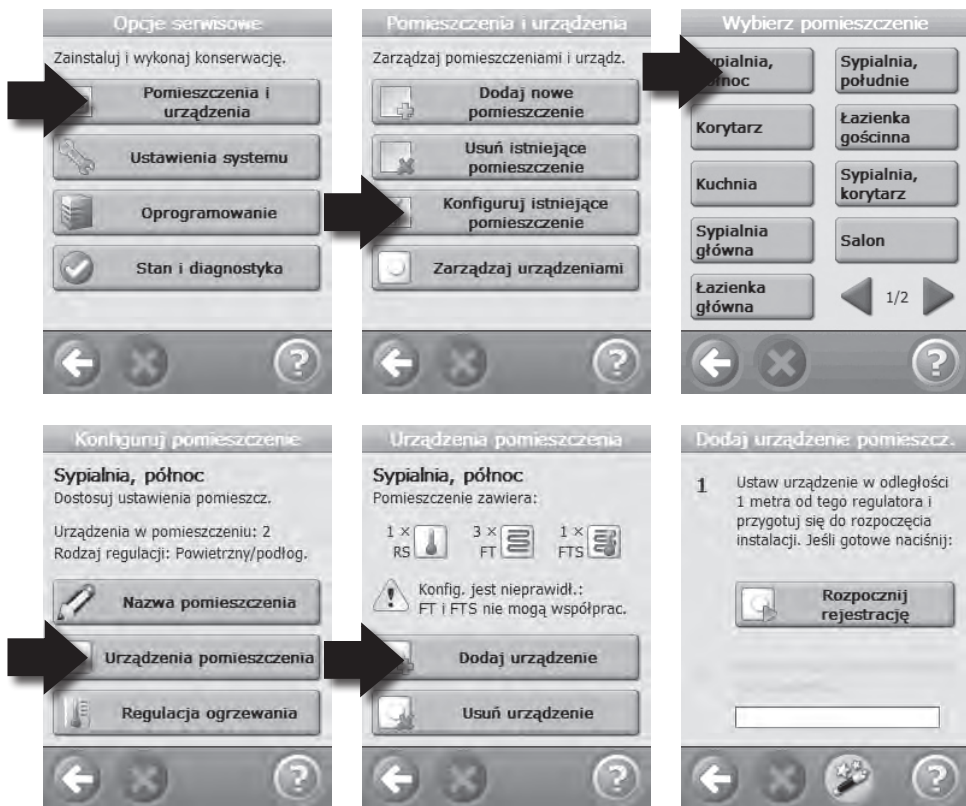 Opcje serwisowe
Zainstaluj i wykonaj konserwację.
Pomieszczenia i
urządzenia
Ustawienia systemu
Oprogramowanie
Stan i diagnostyka
Pomieszczenia i urządzenia
Zarządzaj pomieszczeniami i urządz.
Dodaj nowe
pomieszczenie
Usuń istniejące
pomieszczenie
Konfiguruj istniejące
pomieszczenie
Zarządzaj urządzeniami
Wybierz pomieszczenie
Sypialnia,
południe
Korytarz
Łazienka
gościnna
Kuchnia
Sypialnia,
korytarz
Sypialnia
główna
Salon
Łazienka
główna
1/2
?
?
?
Konfiguruj pomieszczenie
Sypialnia, północ
Dostosuj ustawienia pomieszcz.
Urządzenia w pomieszczeniu: 2
Rodzaj regulacji: Powietrzny/podłog.
Nazwa pomieszczenia
Urządzenia pomieszczenia
Regulacja ogrzewania
Urządzenia pomieszczenia
Sypialnia, północ
Pomieszczenie zawiera:
1 × RS
3 × FT
1 × FTS
Konfig. jest nieprawidł.:
FT i FTS nie mogą współprac.
Dodaj urządzenie
Usuń urządzenie
Dodaj urządzenie pomieszcz.
1 Ustaw urządzenie w odległości
1 metra od tego regulatora i
przygotuj się do rozpoczęcia
instalacji. Jeśli gotowe naciśnij:
Rozpocznij
rejestrację
?
?
?